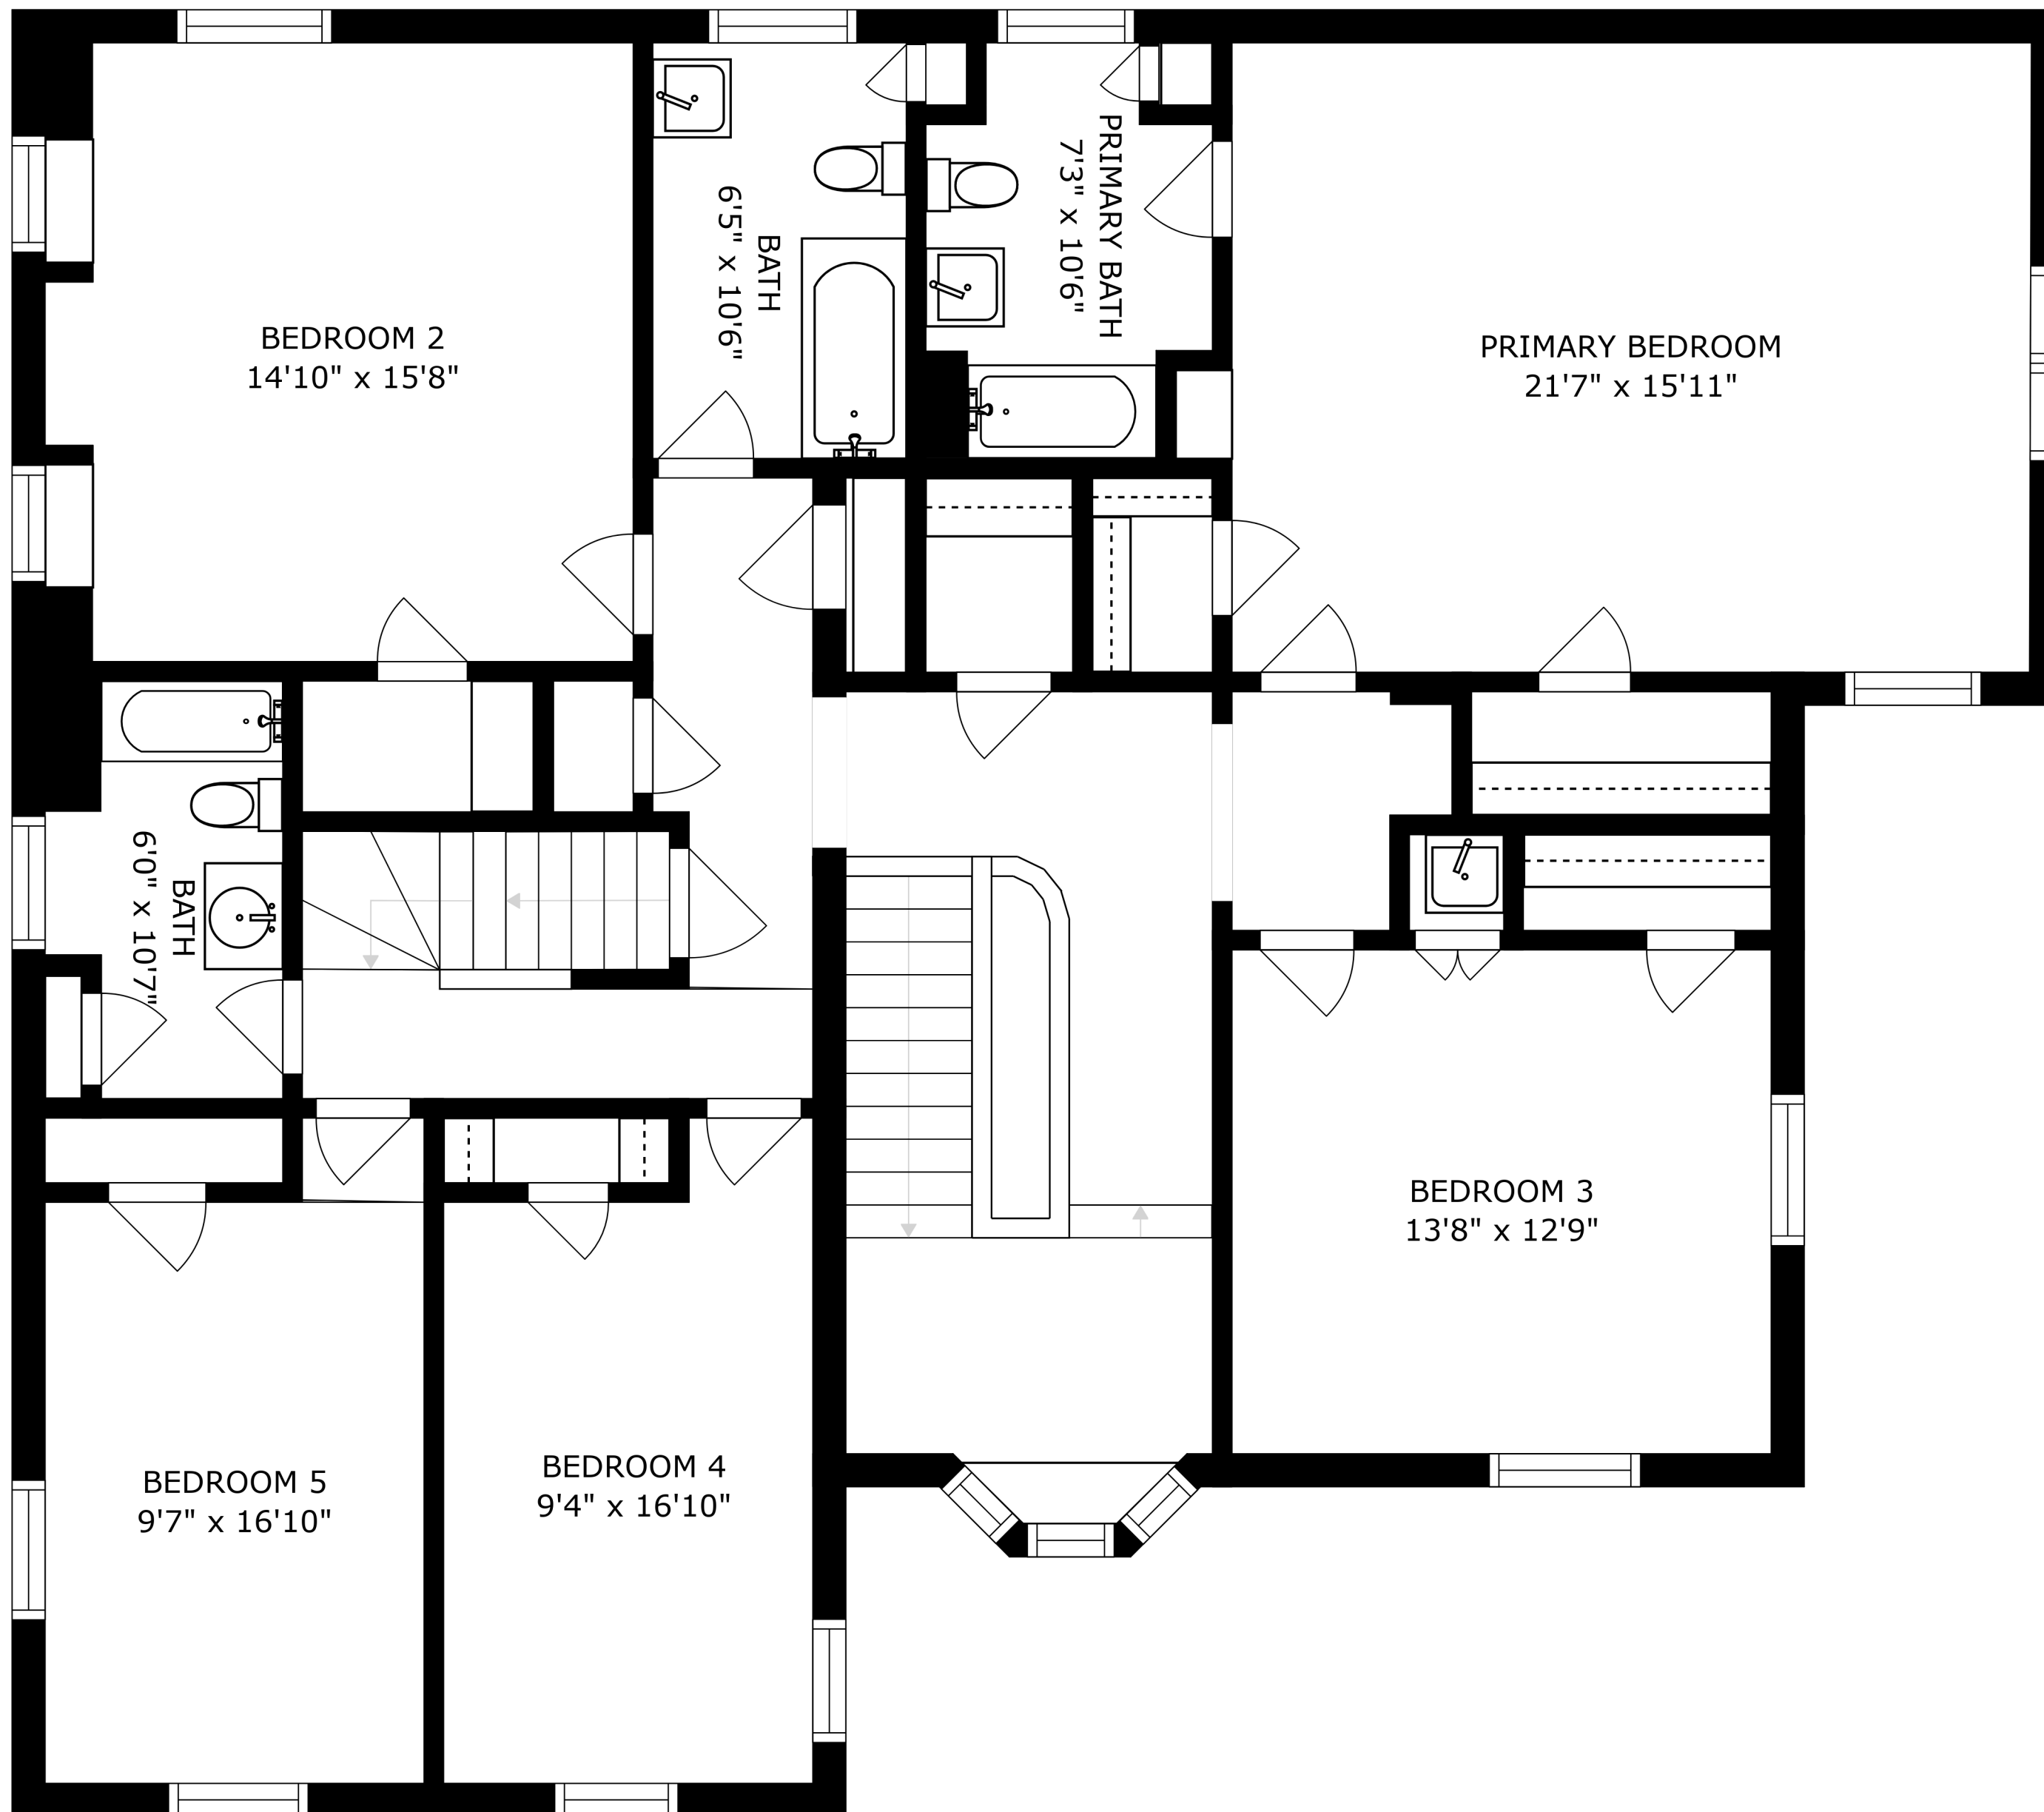 BEDROOM 2
14'10" x 15'8"
BATH
6'5" x 10'6"
PRIMARY BATH
7'3" x 10'6"
PRIMARY BEDROOM
21'7" x 15'11"
BATH
6'0" x 10'7"
BEDROOM 3
13'8" x 12'9"
BEDROOM 5
9'7" x 16'10"
BEDROOM 4
9'4" x 16'10"